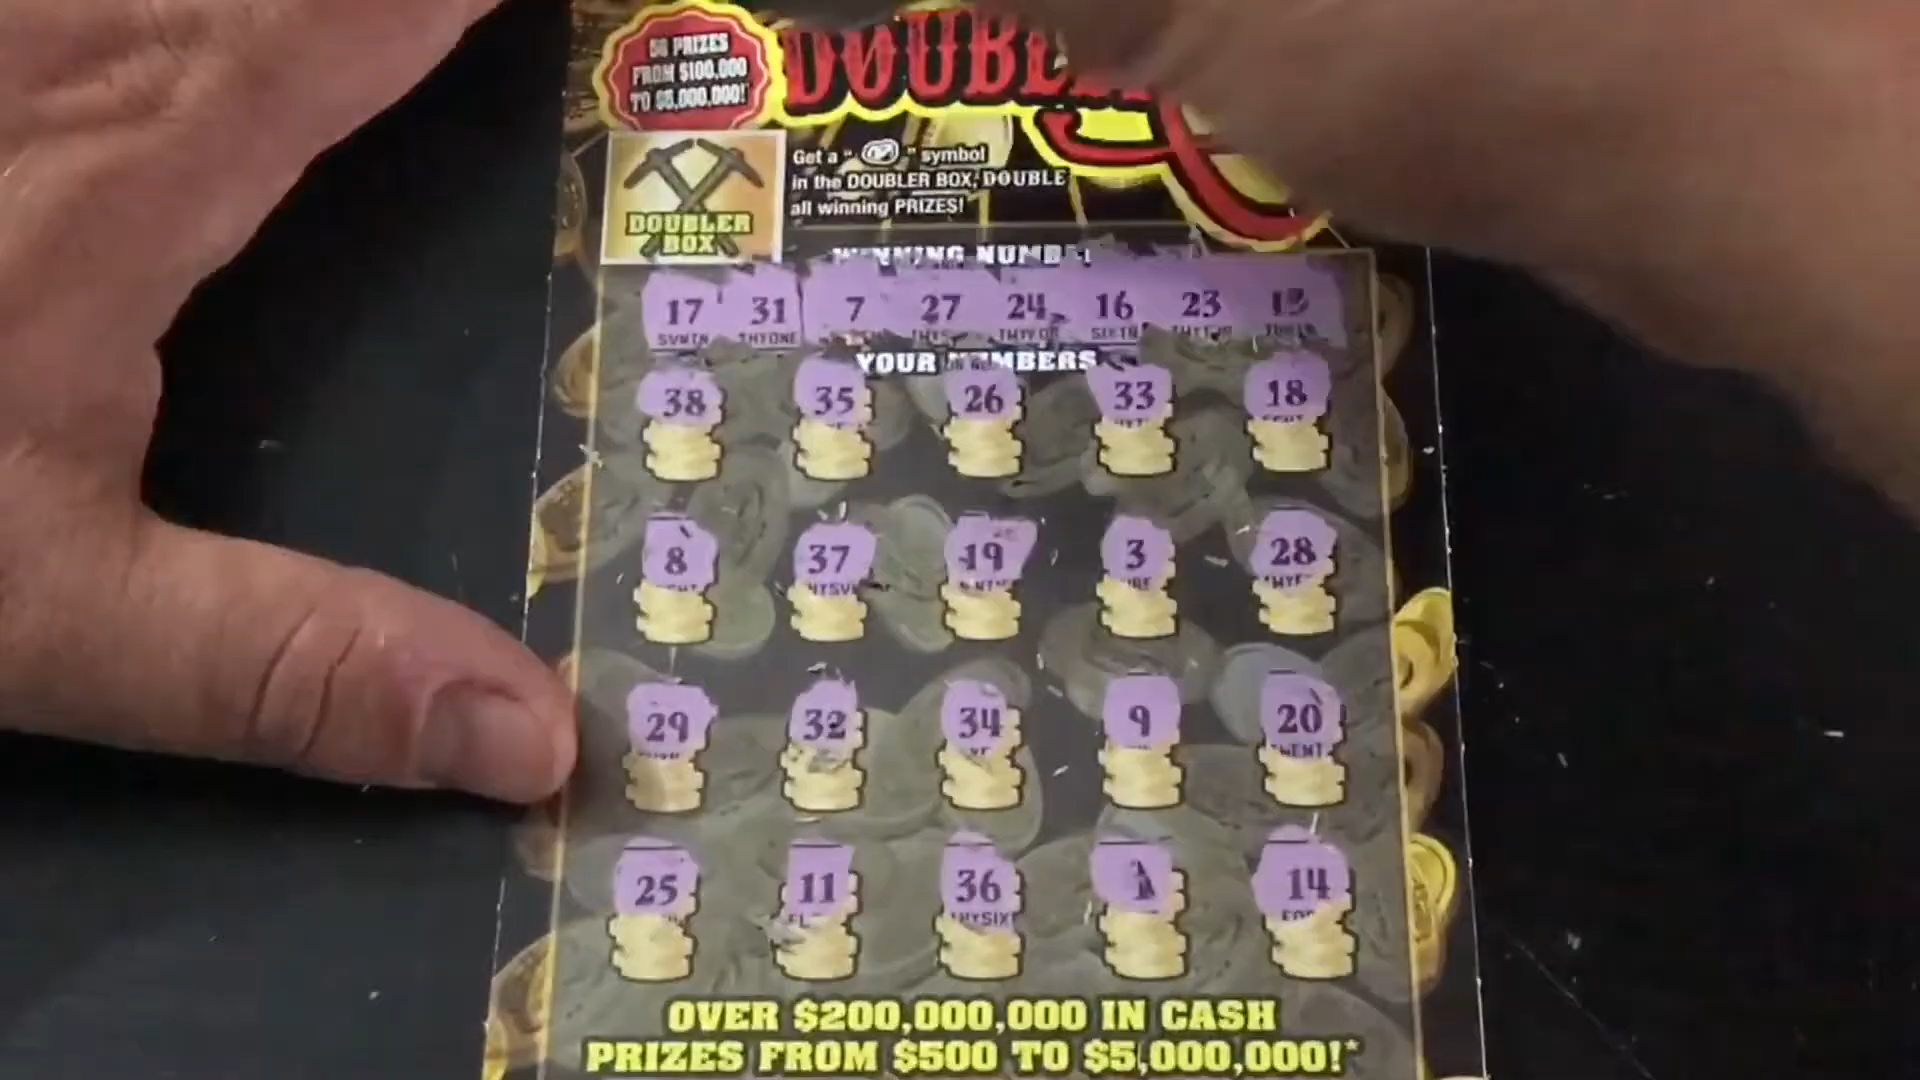 50 PRIZES
FROM $100,000
TO $5,000,000!
DOUBLER
BOX
Get a " " symbol
in the DOUBLER BOX, DOUBLE
all winning PRIZES!
WINNING
17 31 7 27 24 16 23 13
SVNTN THYONE SIXTN
YOUR NUMBERS
38 35 26 33 18
8 37 19 3 28
29 32 34 9 20
25 11 36 1 14
OVER $200,000,000 IN CASH
PRIZES FROM $500 TO $5,000,000!*